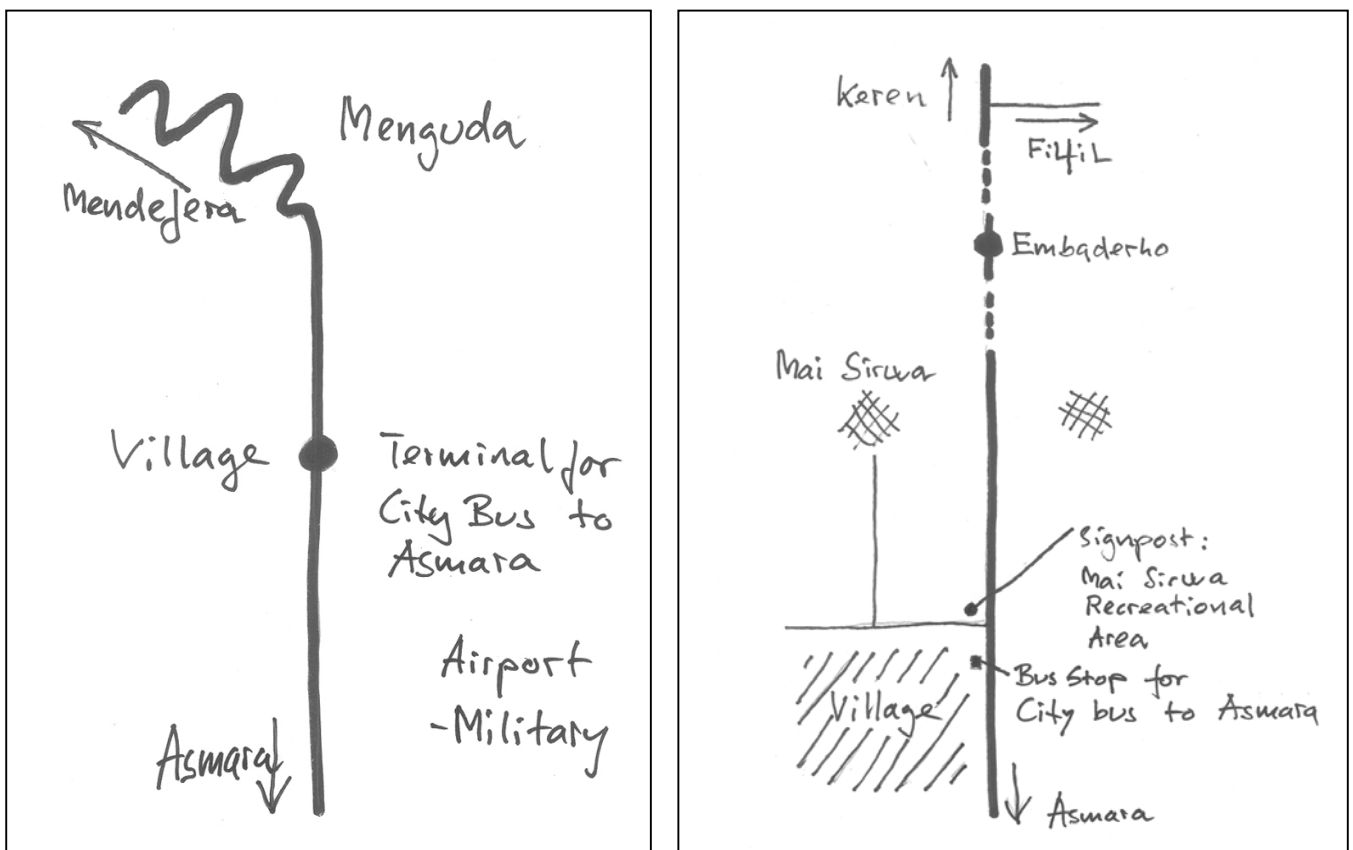 Menguda
Mendefera
Village
Terminal for
City Bus to
Asmara
Airport
-Military
Asmara
Keren
Filfil
Embaderho
Mai Sirwa
Signpost:
Mai Sirwa
Recreational
Area
Bus Stop for
City bus to Asmara
Village
Asmara